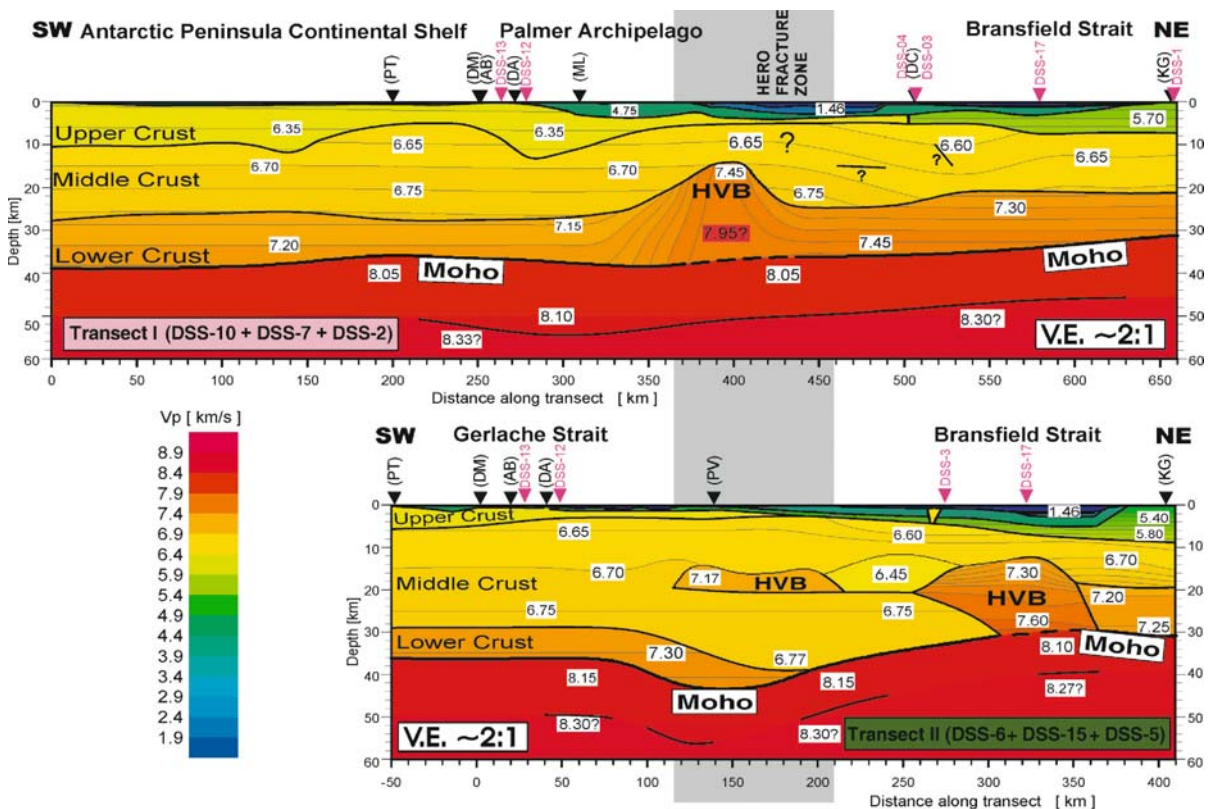 SW Antarctic Peninsula Continental Shelf Palmer Archipelago Bransfield Strait NE
(PT) (DM) (AB) DSS-13 (DA) DSS-12 (ML) HERO FRACTURE ZONE DSS-04 (DC) DSS-03 DSS-17 (KG) DSS-1
0 4.75 1.46 5.70 0
Upper Crust 6.35 6.65 6.35 6.65 ? 6.60
10 ? 6.65 10
6.70 6.70 ?
Middle Crust 6.75 7.45 6.75
20 HVB 20
7.30
7.15
30 7.20 7.95? 7.45 30
Lower Crust
40 8.05 Moho 8.05 Moho 40
50 8.10 8.30? 50
Transect I (DSS-10 + DSS-7 + DSS-2) 8.33? V.E. ~2:1
60 60
Depth [km]
0 50 100 150 200 250 300 350 400 450 500 550 600 650
Distance along transect [ km ]
Vp [ km/s ]
8.9
8.4
7.9
7.4
6.9
6.4
5.9
5.4
4.9
4.4
3.9
3.4
2.9
2.4
1.9
SW Gerlache Strait Bransfield Strait NE
(PT) (DM) (AB) DSS-13 (DA) DSS-12 (PV) DSS-3 DSS-17 (KG)
0 Upper Crust 1.46 5.40 0
6.65 6.60 5.80
10 10
6.70 6.70
Middle Crust 7.17 HVB 6.45 7.30
20 HVB 7.20 20
6.75 6.75 7.60 7.25
30 Lower Crust 30
7.30 6.77 8.10 Moho
40 8.15 Moho 8.15 8.27? 40
50 8.30? 50
V.E. ~2:1 8.30? Transect II (DSS-6+ DSS-15 + DSS-5)
60 60
Depth [km]
-50 0 50 100 150 200 250 300 350 400
Distance along transect [ km ]